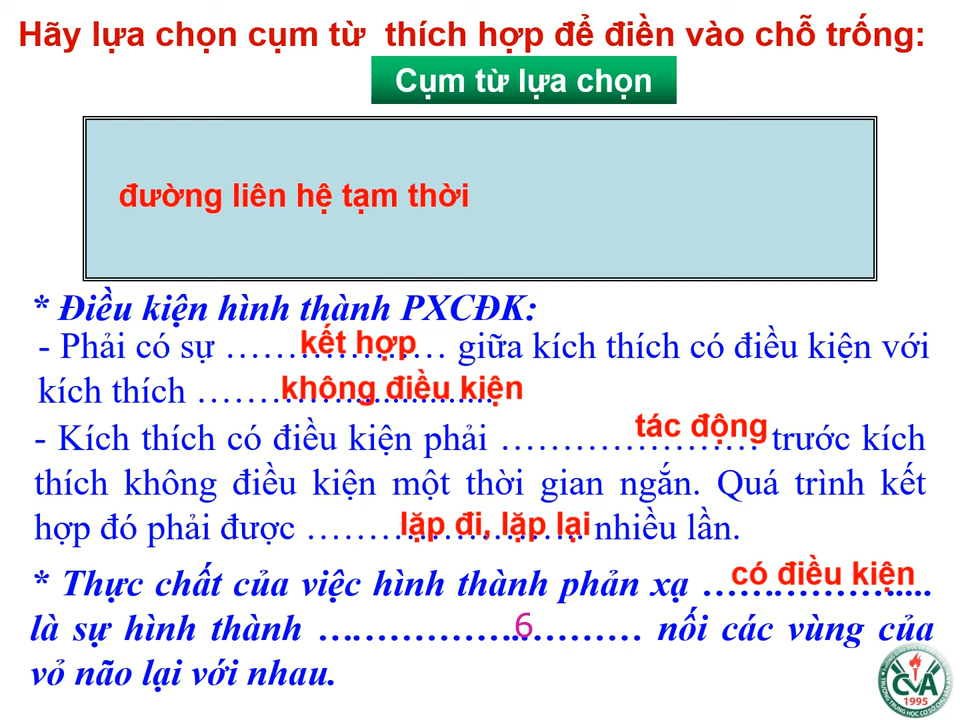 Hãy lựa chọn cụm từ thích hợp để điền vào chỗ trống:
Cụm từ lựa chọn
đường liên hệ tạm thời
* Điều kiện hình thành PXCĐK:
- Phải có sự ……kết hợp…… giữa kích thích có điều kiện với
kích thích ……không điều kiện
- Kích thích có điều kiện phải ……………tác động trước kích
thích không điều kiện một thời gian ngắn. Quá trình kết
hợp đó phải được ……lặp đi, lặp lại nhiều lần.
* Thực chất của việc hình thành phản xạ có điều kiện
là sự hình thành ……………6………… nối các vùng của
vỏ não lại với nhau.
CVA
1995